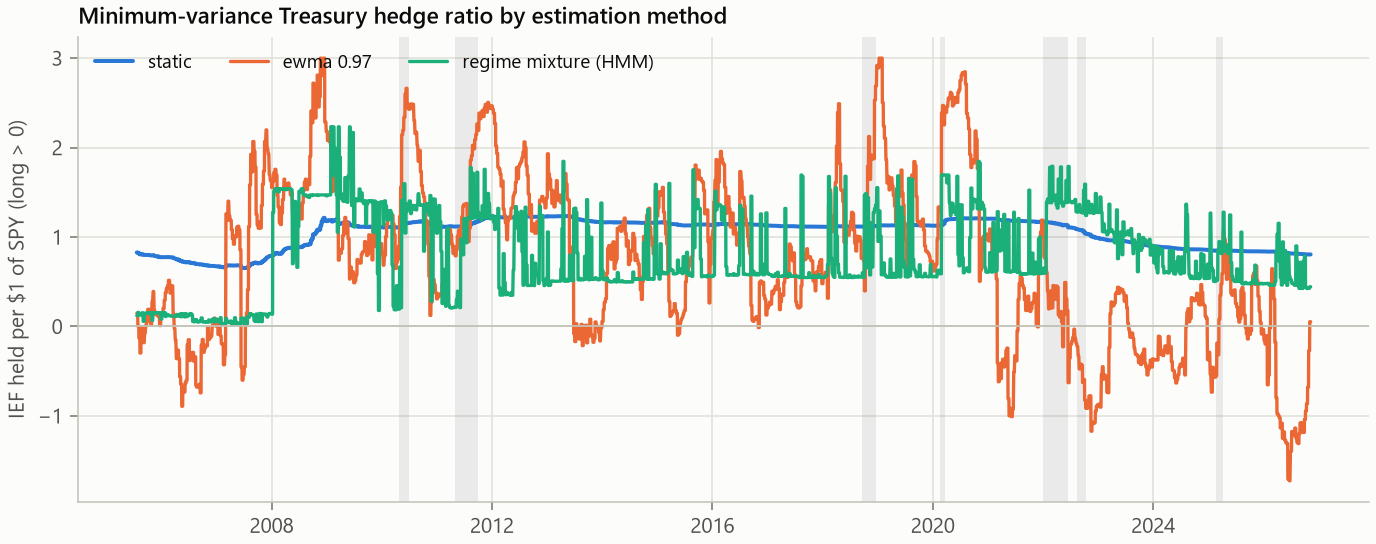 Minimum-variance Treasury hedge ratio by estimation method
static ewma 0.97 regime mixture (HMM)
IEF held per $1 of SPY (long > 0)
3
2
1
0
−1
2008 2012 2016 2020 2024